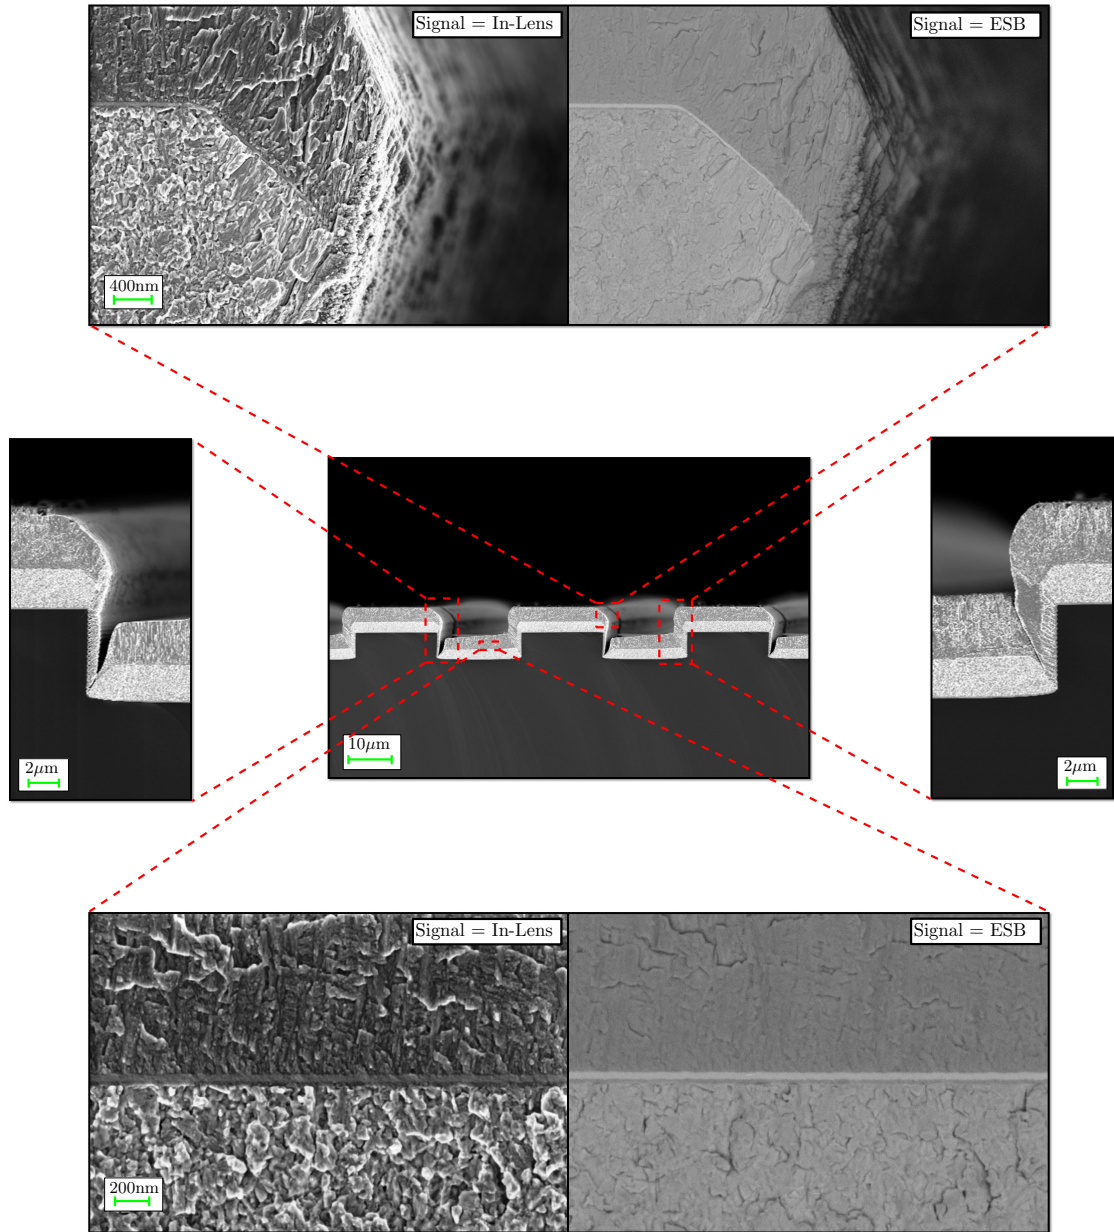 Signal = In-Lens
Signal = ESB
400nm
2μm
10μm
2μm
Signal = In-Lens
Signal = ESB
200nm